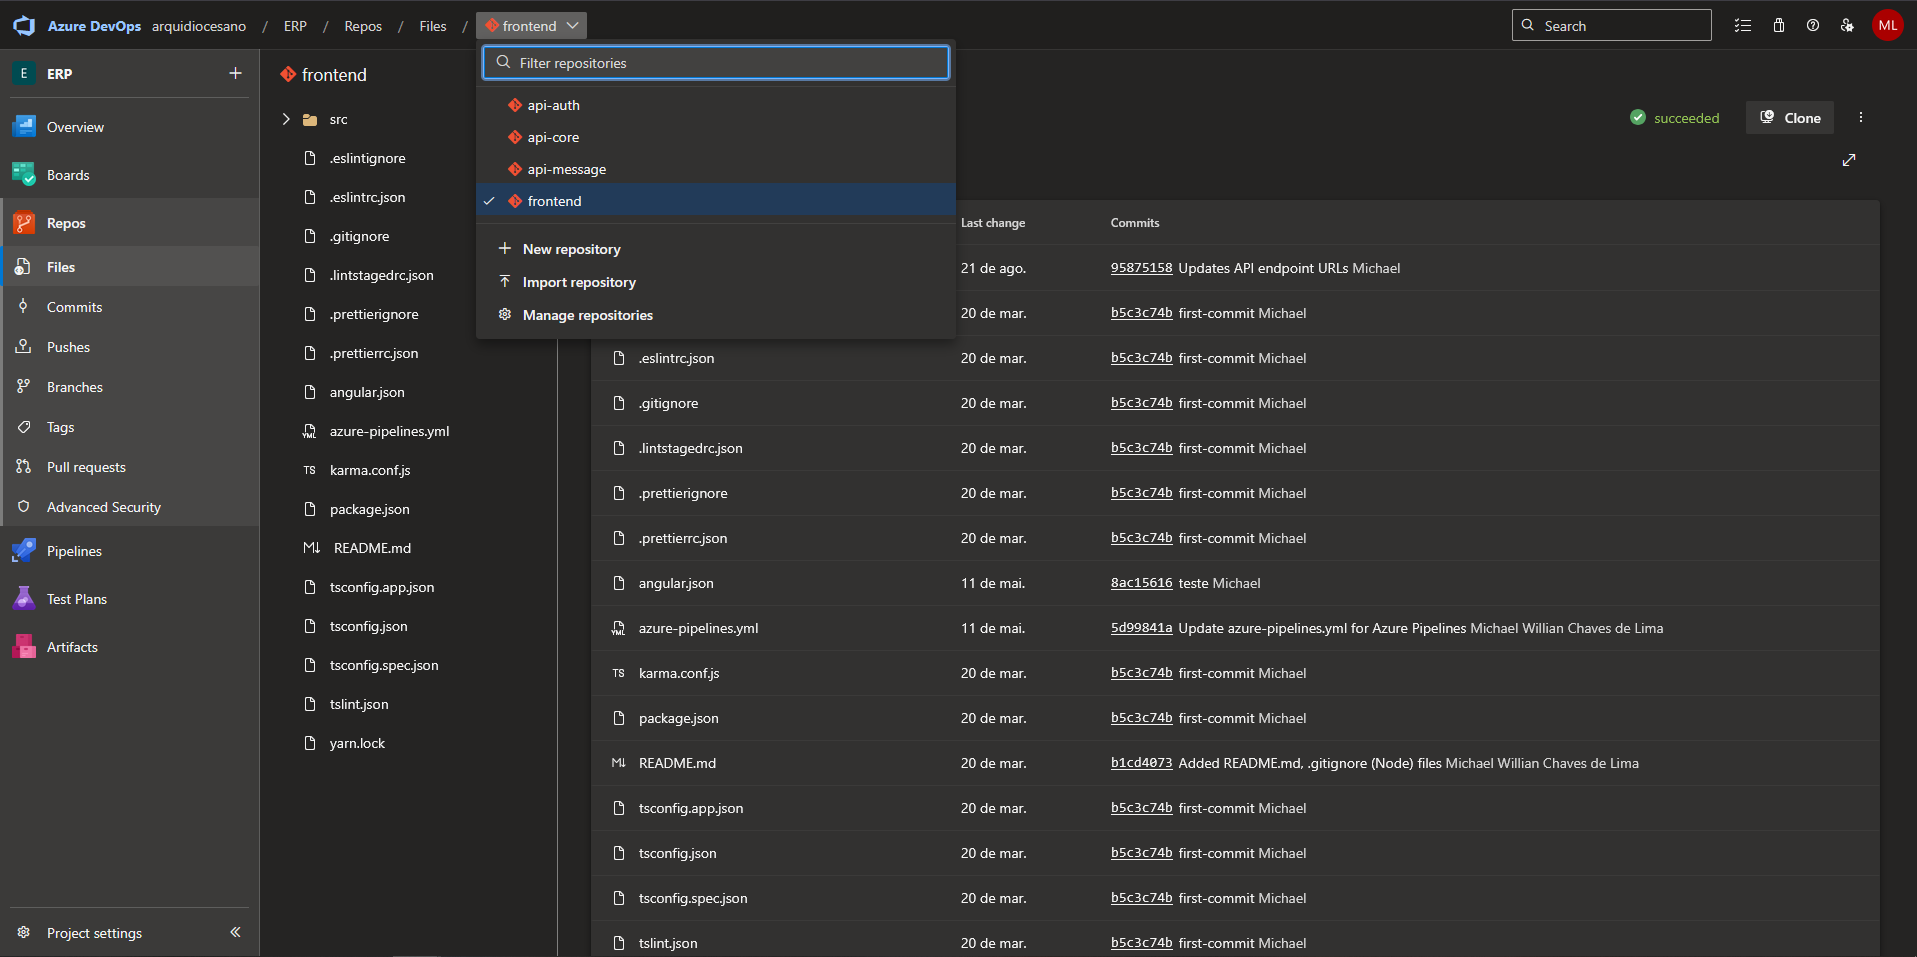 Azure DevOps arquidiocesano / ERP / Repos / Files / frontend
Search
ML
E ERP
Overview
Boards
Repos
Files
Commits
Pushes
Branches
Tags
Pull requests
Advanced Security
Pipelines
Test Plans
Artifacts
Project settings
frontend
src
.eslintignore
.eslintrc.json
.gitignore
.lintstagedrc.json
.prettierignore
.prettierrc.json
angular.json
YML azure-pipelines.yml
TS karma.conf.js
package.json
M↓ README.md
tsconfig.app.json
tsconfig.json
tsconfig.spec.json
tslint.json
yarn.lock
Filter repositories
api-auth
api-core
api-message
frontend
New repository
Import repository
Manage repositories
succeeded
Clone
Last change Commits
21 de ago. 95875158 Updates API endpoint URLs Michael
20 de mar. b5c3c74b first-commit Michael
.eslintrc.json 20 de mar. b5c3c74b first-commit Michael
.gitignore 20 de mar. b5c3c74b first-commit Michael
.lintstagedrc.json 20 de mar. b5c3c74b first-commit Michael
.prettierignore 20 de mar. b5c3c74b first-commit Michael
.prettierrc.json 20 de mar. b5c3c74b first-commit Michael
angular.json 11 de mai. 8ac15616 teste Michael
YML azure-pipelines.yml 11 de mai. 5d99841a Update azure-pipelines.yml for Azure Pipelines Michael Willian Chaves de Lima
TS karma.conf.js 20 de mar. b5c3c74b first-commit Michael
package.json 20 de mar. b5c3c74b first-commit Michael
M↓ README.md 20 de mar. b1cd4073 Added README.md, .gitignore (Node) files Michael Willian Chaves de Lima
tsconfig.app.json 20 de mar. b5c3c74b first-commit Michael
tsconfig.json 20 de mar. b5c3c74b first-commit Michael
tsconfig.spec.json 20 de mar. b5c3c74b first-commit Michael
tslint.json 20 de mar. b5c3c74b first-commit Michael